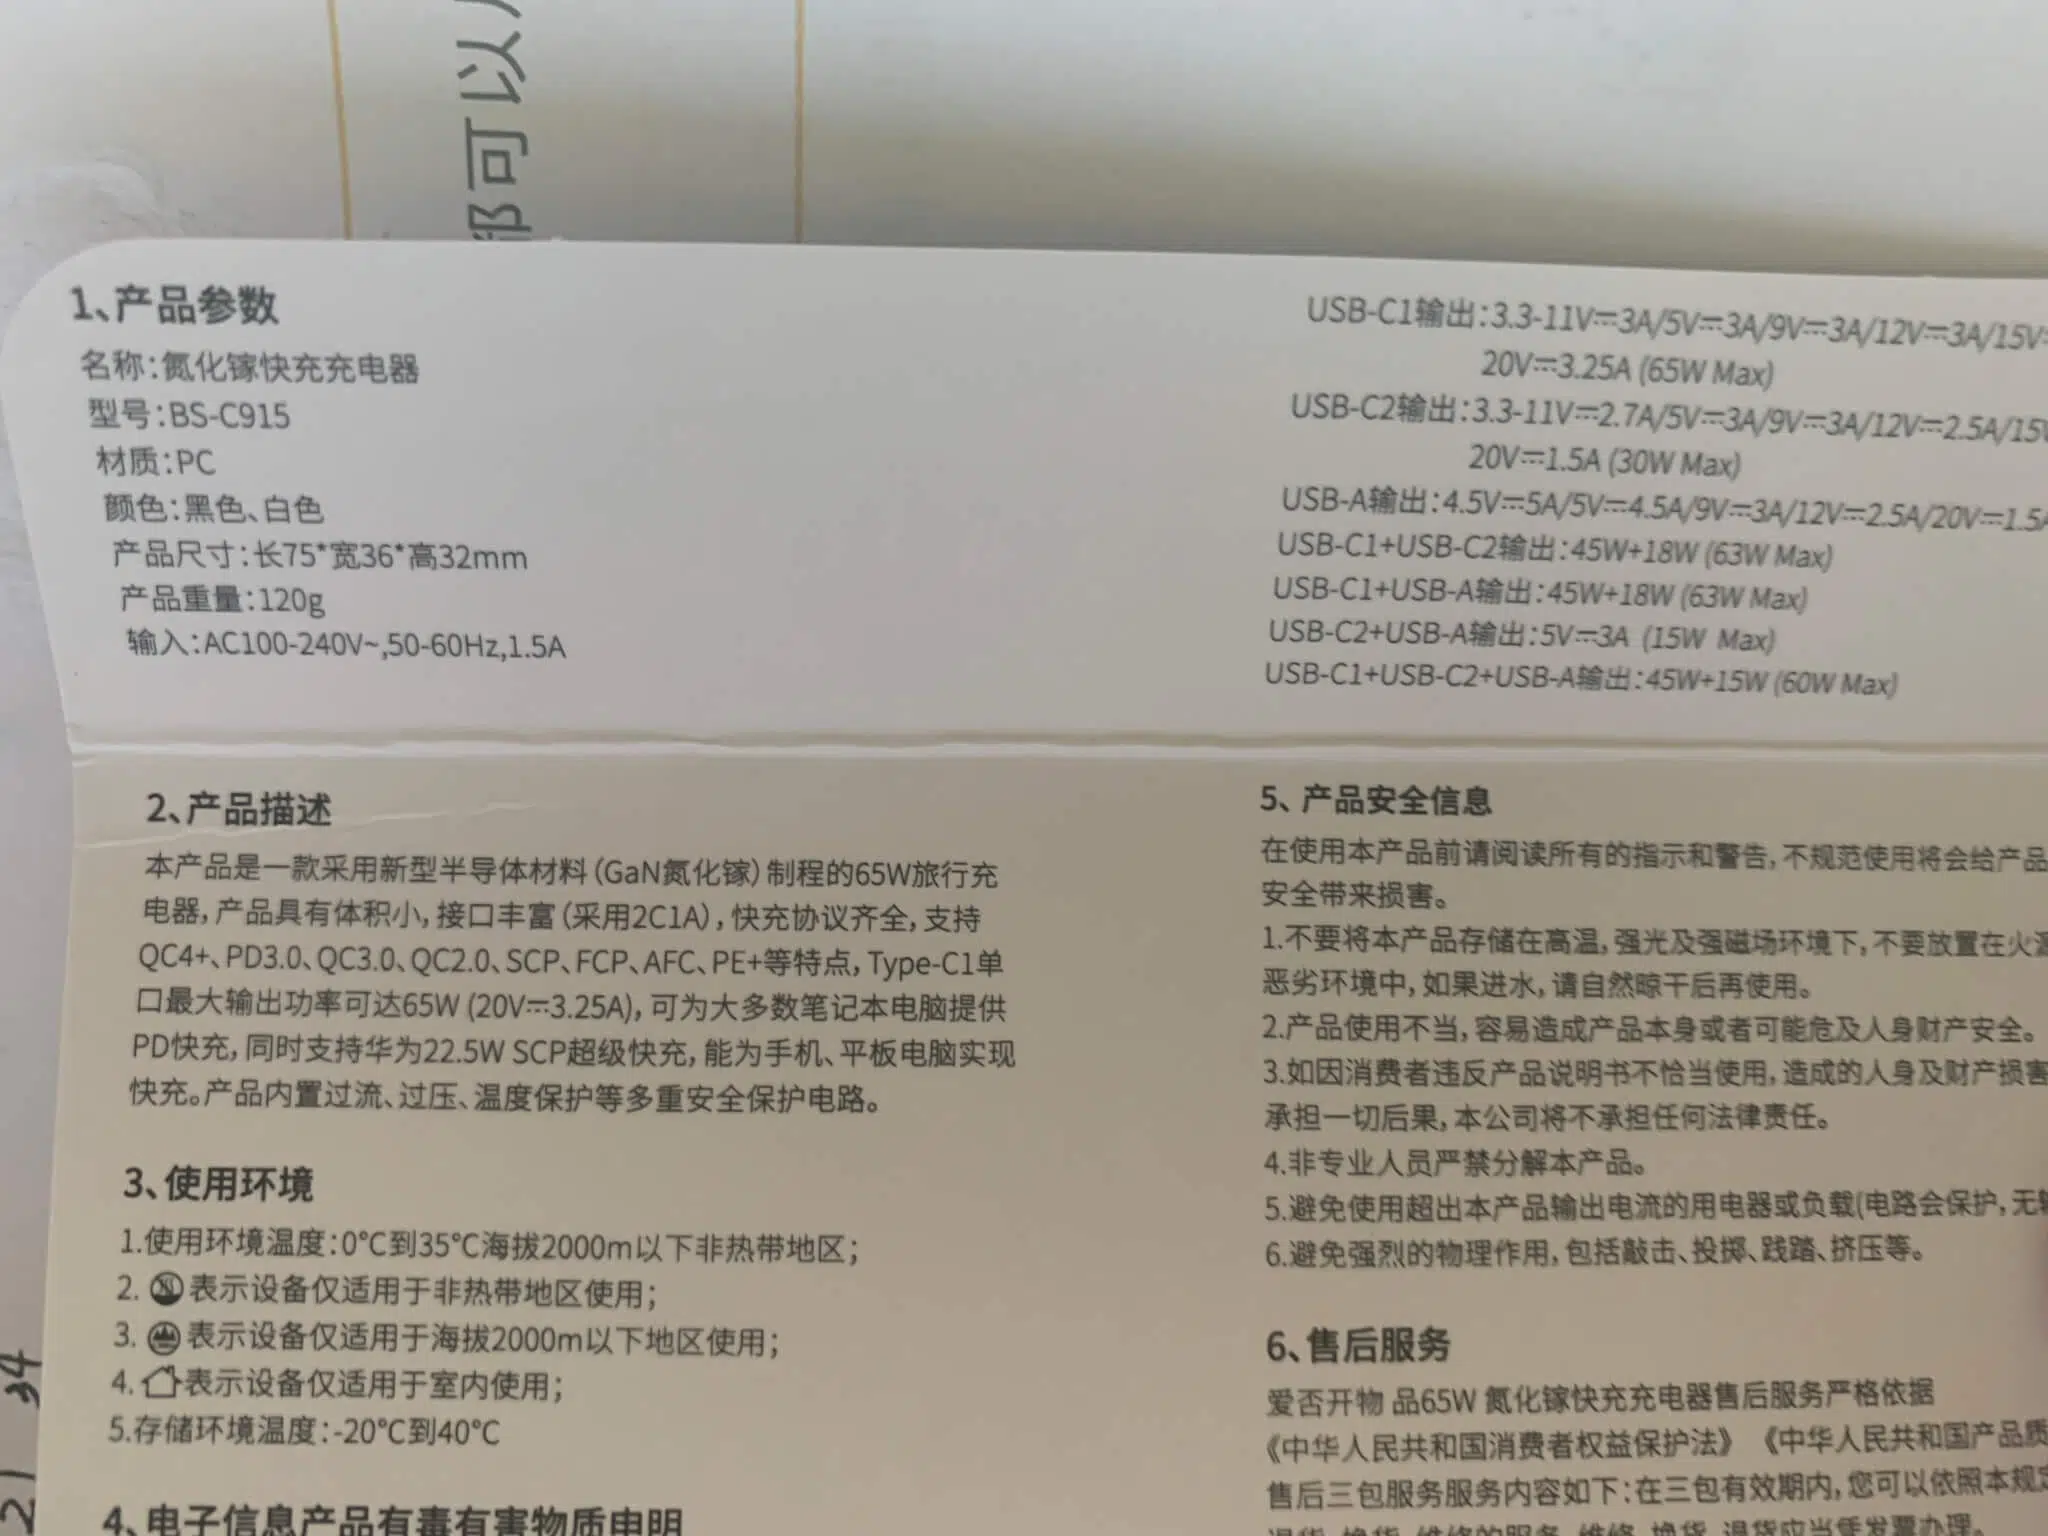 都可以
1、产品参数
名称:氮化镓快充充电器
型号:BS-C915
材质:PC
颜色:黑色、白色
产品尺寸:长75*宽36*高32mm
产品重量:120g
输入:AC100-240V~,50-60Hz,1.5A
USB-C1输出:3.3-11V⎓3A/5V⎓3A/9V⎓3A/12V⎓3A/15V
20V⎓3.25A (65W Max)
USB-C2输出:3.3-11V⎓2.7A/5V⎓3A/9V⎓3A/12V⎓2.5A/15V
20V⎓1.5A (30W Max)
USB-A输出:4.5V⎓5A/5V⎓4.5A/9V⎓3A/12V⎓2.5A/20V⎓1.5A
USB-C1+USB-C2输出:45W+18W (63W Max)
USB-C1+USB-A输出:45W+18W (63W Max)
USB-C2+USB-A输出:5V⎓3A (15W Max)
USB-C1+USB-C2+USB-A输出:45W+15W (60W Max)
2、产品描述
本产品是一款采用新型半导体材料(GaN氮化镓)制程的65W旅行充
电器,产品具有体积小,接口丰富(采用2C1A),快充协议齐全,支持
QC4+、PD3.0、QC3.0、QC2.0、SCP、FCP、AFC、PE+等特点,Type-C1单
口最大输出功率可达65W (20V⎓3.25A),可为大多数笔记本电脑提供
PD快充,同时支持华为22.5W SCP超级快充,能为手机、平板电脑实现
快充。产品内置过流、过压、温度保护等多重安全保护电路。
3、使用环境
1.使用环境温度:0°C到35°C海拔2000m以下非热带地区;
2. 表示设备仅适用于非热带地区使用;
3. 表示设备仅适用于海拔2000m以下地区使用;
4. 表示设备仅适用于室内使用;
5.存储环境温度:-20°C到40°C
4、电子信息产品有毒有害物质申明
5、产品安全信息
在使用本产品前请阅读所有的指示和警告,不规范使用将会给产品
安全带来损害。
1.不要将本产品存储在高温,强光及强磁场环境下,不要放置在火源
恶劣环境中,如果进水,请自然晾干后再使用。
2.产品使用不当,容易造成产品本身或者可能危及人身财产安全。
3.如因消费者违反产品说明书不恰当使用,造成的人身及财产损害
承担一切后果,本公司将不承担任何法律责任。
4.非专业人员严禁分解本产品。
5.避免使用超出本产品输出电流的用电器或负载(电路会保护,无输
6.避免强烈的物理作用,包括敲击、投掷、践踏、挤压等。
6、售后服务
爱否开物 品65W 氮化镓快充充电器售后服务严格依据
《中华人民共和国消费者权益保护法》 《中华人民共和国产品质
售后三包服务服务内容如下:在三包有效期内,您可以依照本规定
退货、换货、维修的服务,维修、换货、退货应当凭发票办理。
34
21